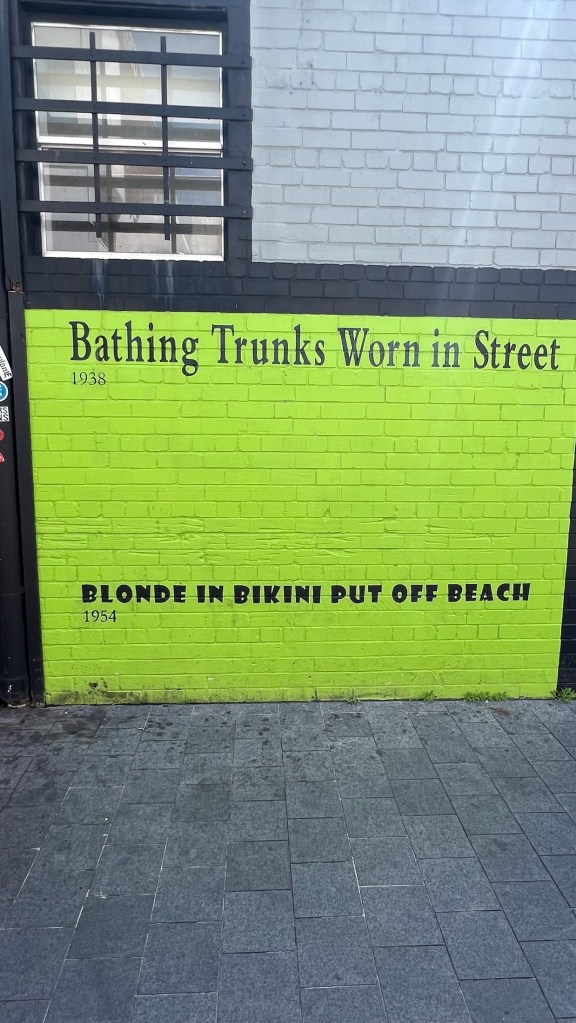 Bathing Trunks Worn in Street
1938
BLONDE IN BIKINI PUT OFF BEACH
1954